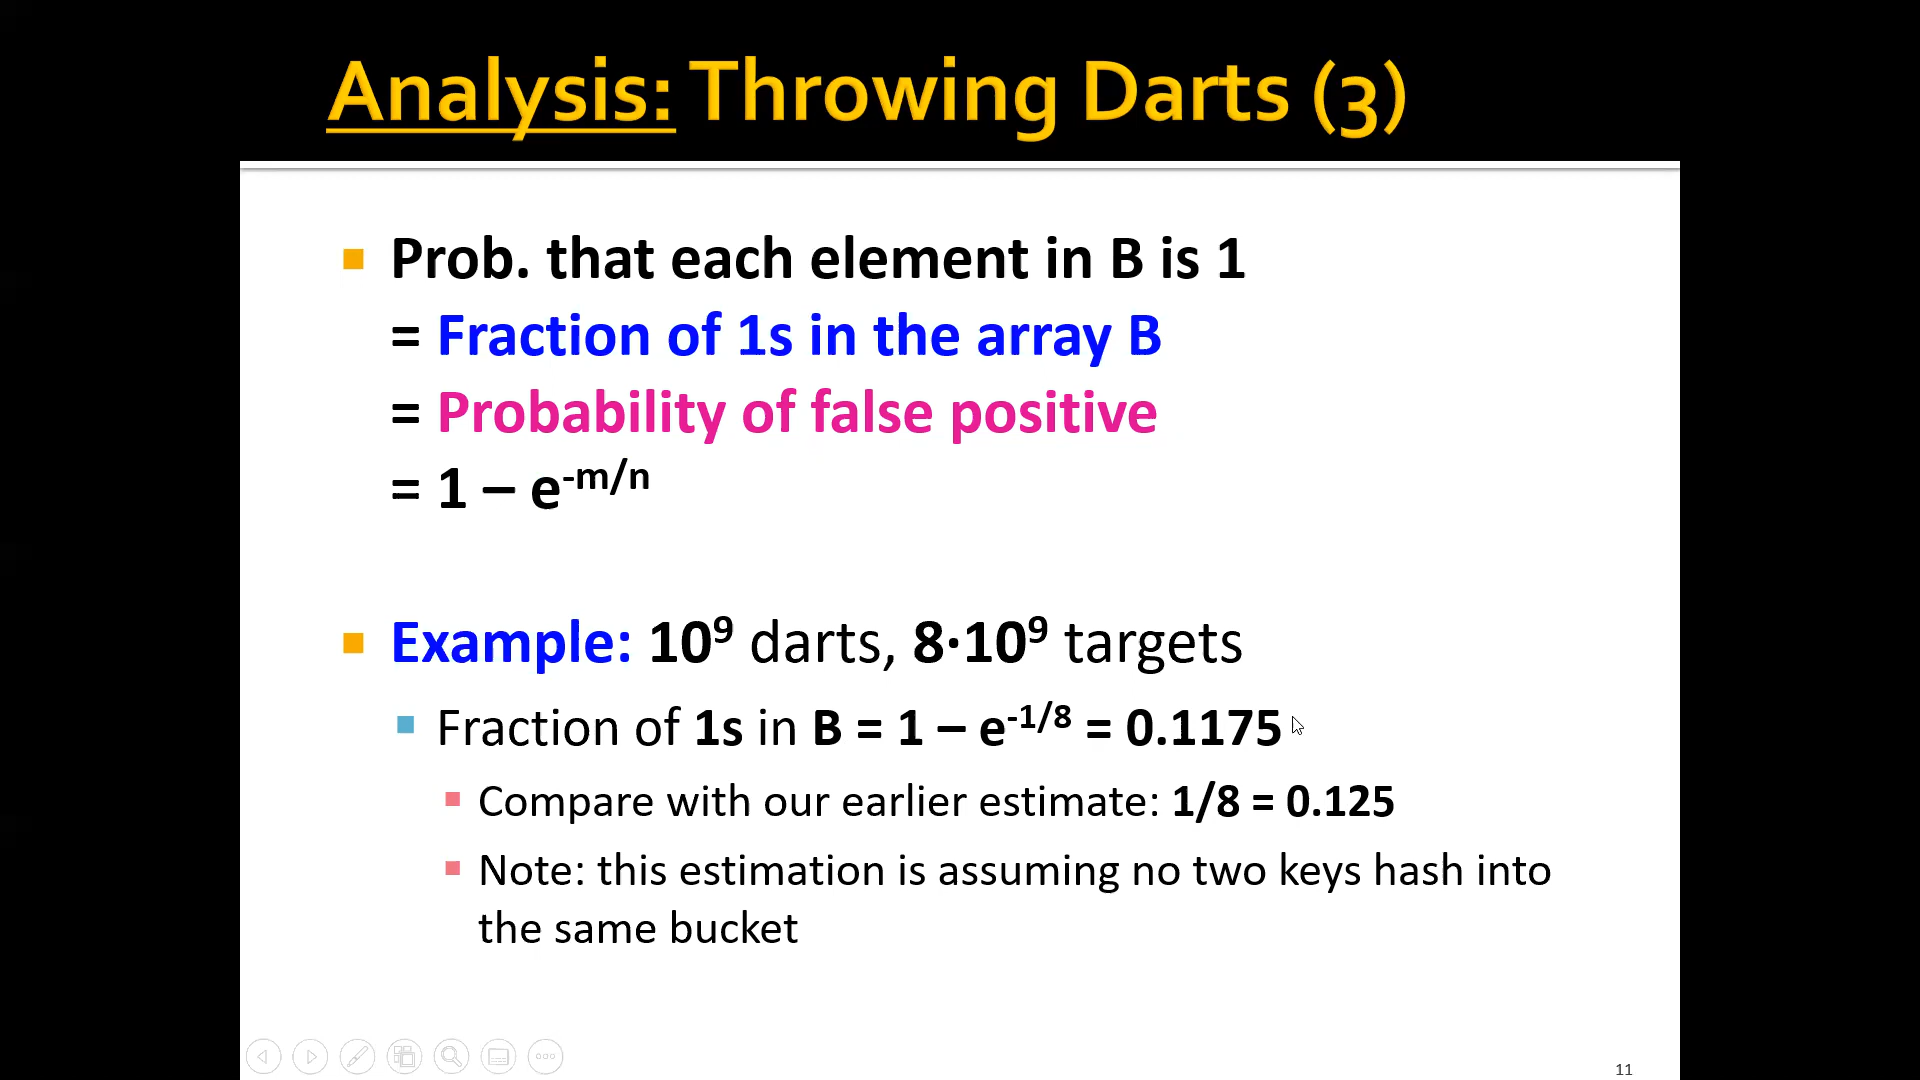 Analysis: Throwing Darts (3)
Prob. that each element in B is 1
= Fraction of 1s in the array B
= Probability of false positive
= 1 – e^-m/n
Example: 10⁹ darts, 8·10⁹ targets
Fraction of 1s in B = 1 – e^-1/8 = 0.1175
Compare with our earlier estimate: 1/8 = 0.125
Note: this estimation is assuming no two keys hash into
the same bucket
11